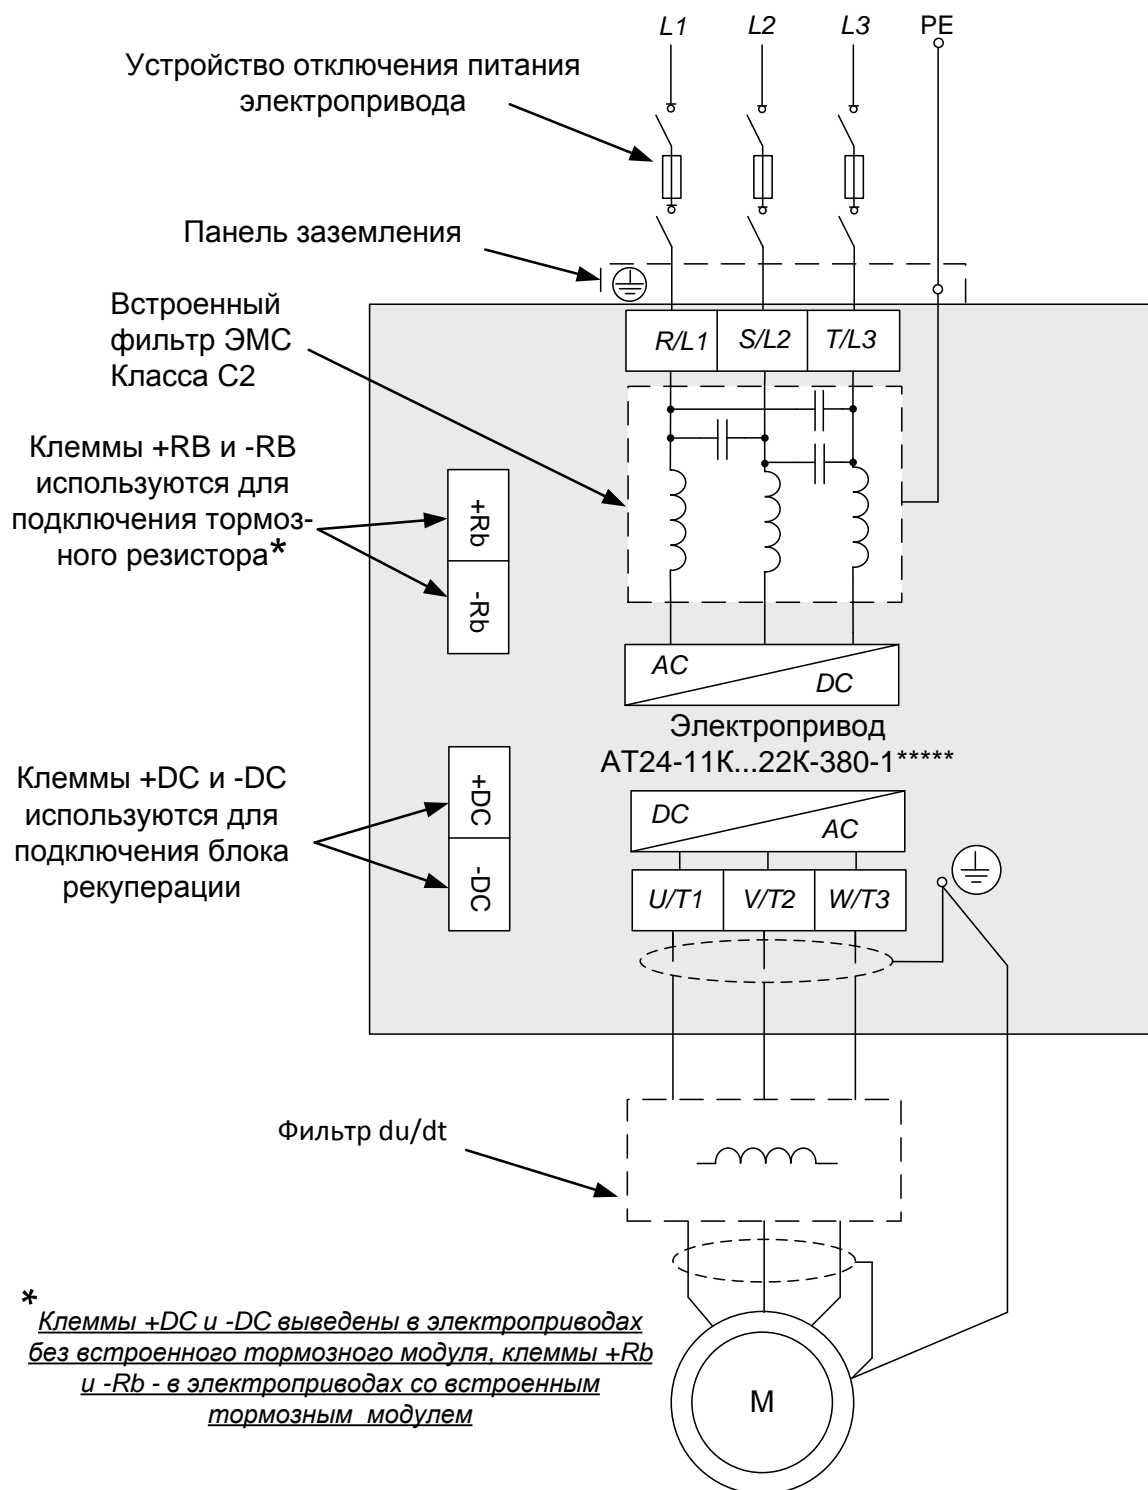 L1 L2 L3 PE
Устройство отключения питания
электропривода
Панель заземления
Встроенный
фильтр ЭМС
Класса С2
R/L1 S/L2 T/L3
Клеммы +RB и -RB
используются для
подключения тормоз-
ного резистора*
+Rb
-Rb
AC
DC
Электропривод
АТ24-11К...22К-380-1*****
Клеммы +DC и -DC
используются для
подключения блока
рекуперации
+DC
-DC
DC
AC
U/T1 V/T2 W/T3
Фильтр du/dt
*
Клеммы +DC и -DC выведены в электроприводах
без встроенного тормозного модуля, клеммы +Rb
и -Rb - в электроприводах со встроенным
тормозным модулем
М